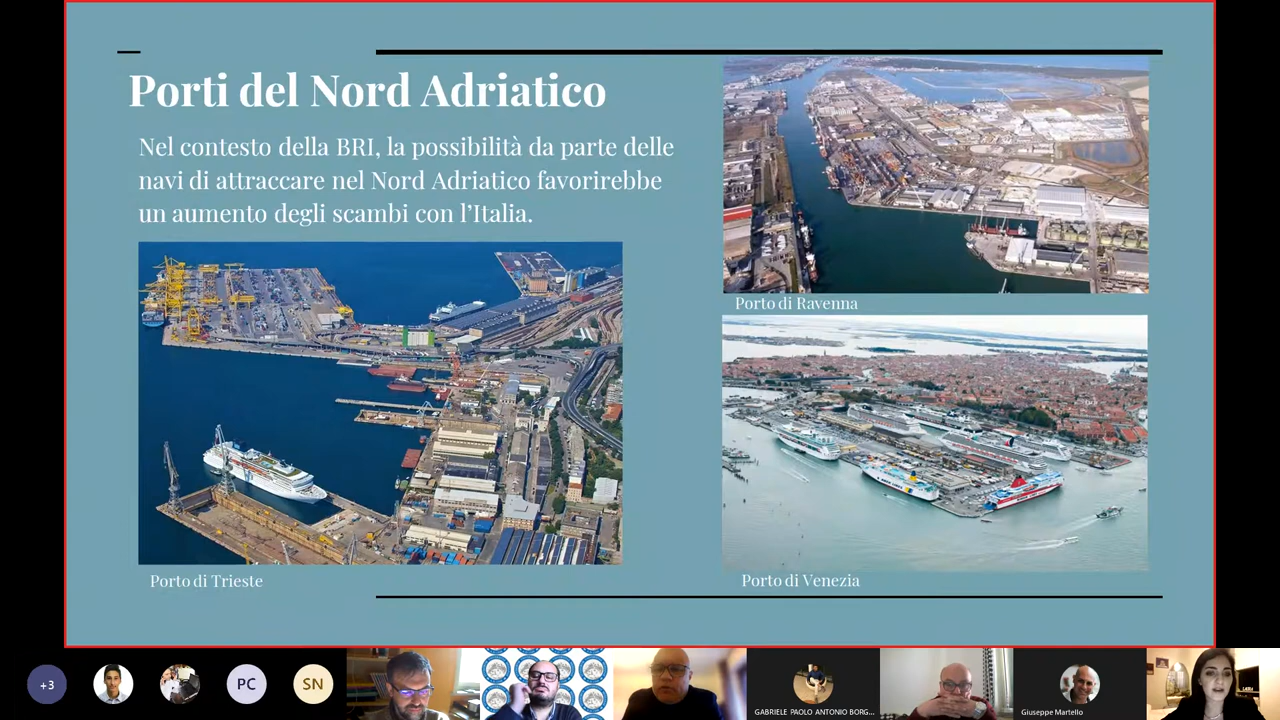 Porti del Nord Adriatico
Nel contesto della BRI, la possibilità da parte delle
navi di attraccare nel Nord Adriatico favorirebbe
un aumento degli scambi con l'Italia.
Porto di Ravenna
Porto di Trieste
Porto di Venezia
+3
PC
SN
GABRIELE PAOLO ANTONIO BORG...
Giuseppe Martello